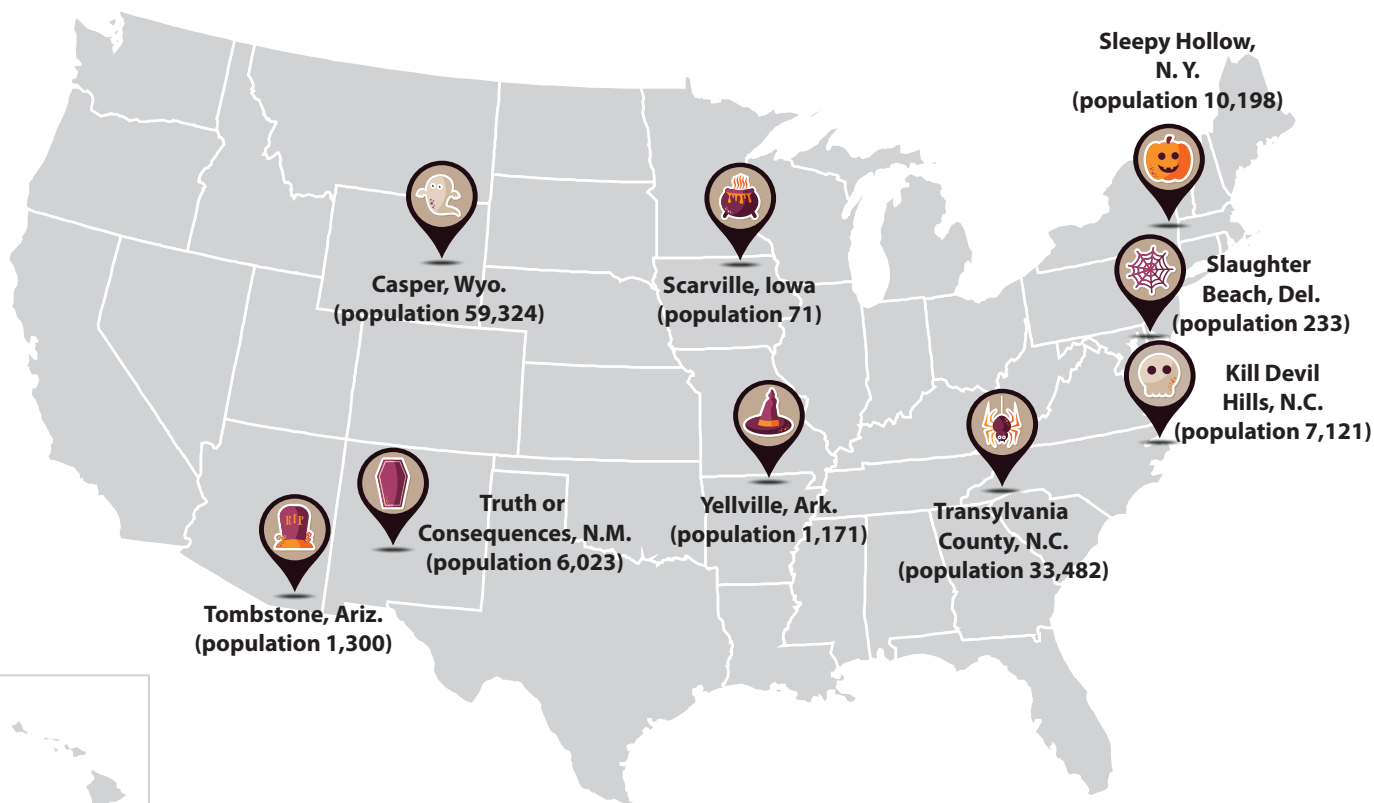 Sleepy Hollow,
N. Y.
(population 10,198)
Casper, Wyo.
(population 59,324)
Scarville, Iowa
(population 71)
Slaughter
Beach, Del.
(population 233)
Kill Devil
Hills, N.C.
(population 7,121)
Truth or
Consequences, N.M.
(population 6,023)
Yellville, Ark.
(population 1,171)
Transylvania
County, N.C.
(population 33,482)
RIP
Tombstone, Ariz.
(population 1,300)